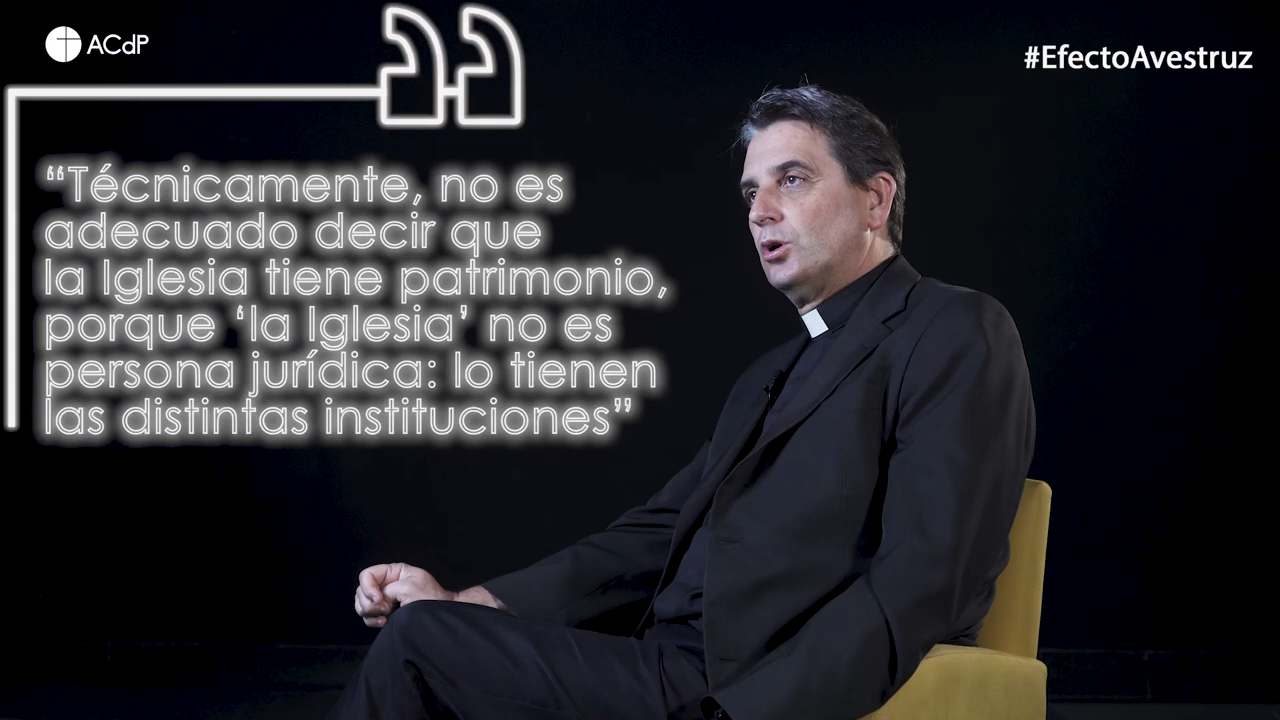 ACdP
#EfectoAvestruz
“Técnicamente, no es
adecuado decir que
la Iglesia tiene patrimonio,
porque ‘la Iglesia’ no es
persona jurídica: lo tienen
las distintas instituciones”